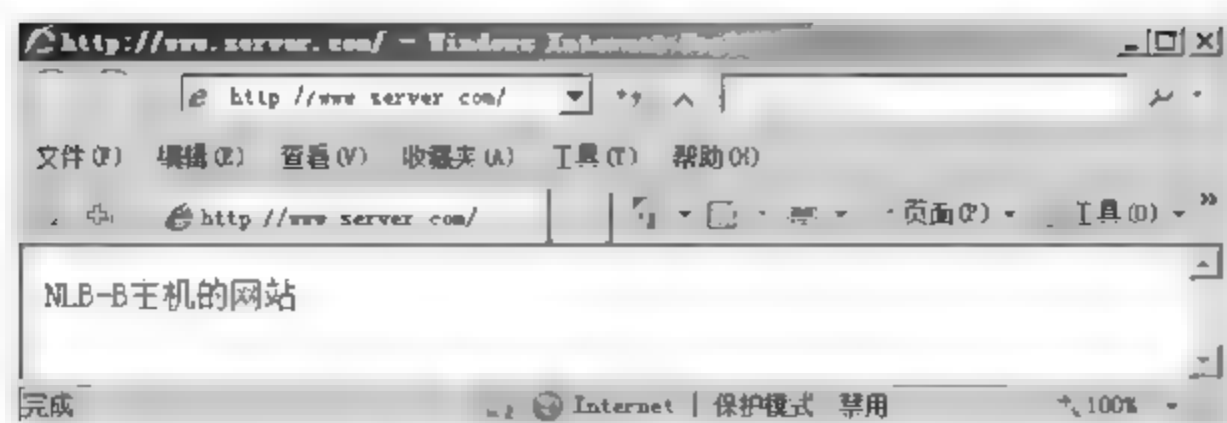 http://www.server.com/ - Windows Internet
http //www server com/
文件(F) 编辑(E) 查看(V) 收藏夹(A) 工具(T) 帮助(H)
http //www server com/
页面(P) 工具(O) »
NLB-B主机的网站
完成 Internet | 保护模式 禁用 100%